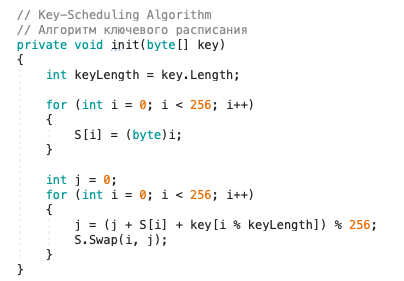 // Key-Scheduling Algorithm
// Алгоритм ключевого расписания
private void init(byte[] key)
{
    int keyLength = key.Length;

    for (int i = 0; i < 256; i++)
    {
        S[i] = (byte)i;
    }

    int j = 0;
    for (int i = 0; i < 256; i++)
    {
        j = (j + S[i] + key[i % keyLength]) % 256;
        S.Swap(i, j);
    }
}